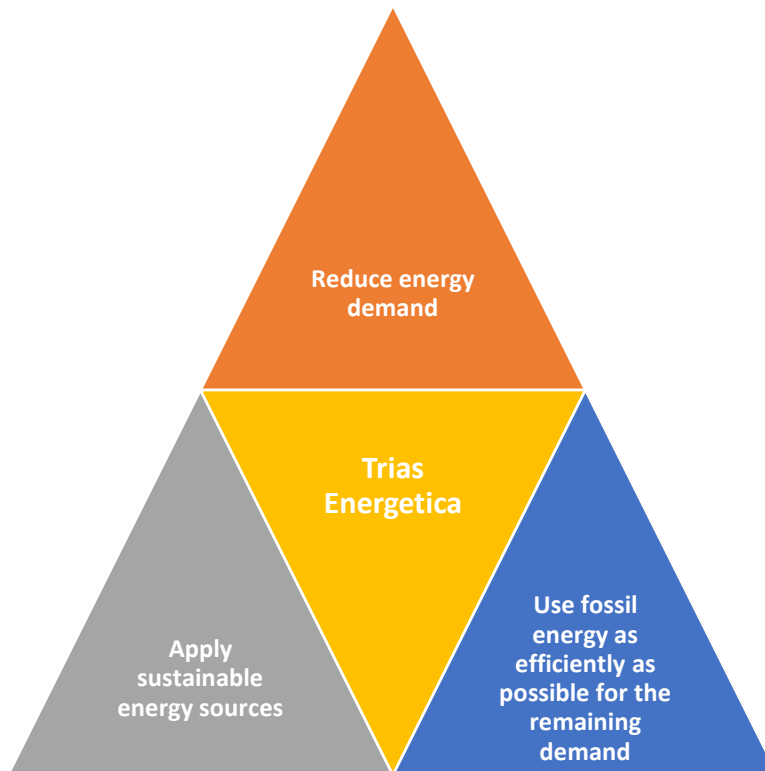 Reduce energy
demand
Trias
Energetica
Apply
sustainable
energy sources
Use fossil
energy as
efficiently as
possible for the
remaining
demand